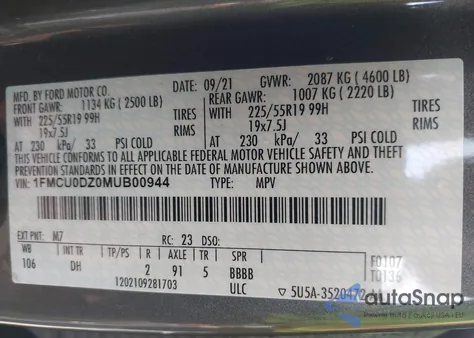 MFD. BY FORD MOTOR CO. DATE: 09/21 GVWR: 2087 KG ( 4600 LB)
FRONT GAWR: 1134 KG ( 2500 LB) REAR GAWR: 1007 KG ( 2220 LB)
WITH 225/55R19 99H TIRES WITH 225/55R19 99H TIRES
19x7.5J RIMS 19x7.5J RIMS
AT 230 kPa/ 33 PSI COLD AT 230 kPa/ 33 PSI COLD
THIS VEHICLE CONFORMS TO ALL APPLICABLE FEDERAL MOTOR VEHICLE SAFETY AND THEFT
PREVENTION STANDARDS IN EFFECT ON THE DATE OF MANUFACTURE SHOWN ABOVE.
VIN: 1FMCU0DZ0MUB00944 TYPE: MPV
EXT PNT: M7 RC: 23 DSO:
WB INT TR TP/PS R AXLE TR SPR F0107
106 DH 2 91 5 BBBB T0136
1202109281703 ULC ▽ 5U5A-3520472-
autoSnap